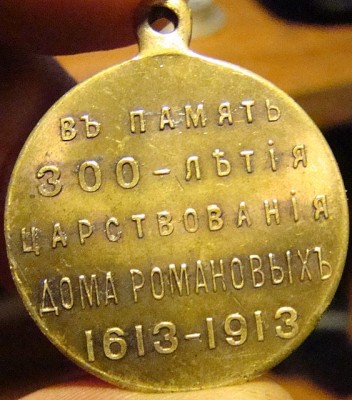 ВЪ ПАМЯТЬ
300-ЛѢТІЯ
ЦАРСТВОВАНІЯ
ДОМА РОМАНОВЫХЪ
1613-1913